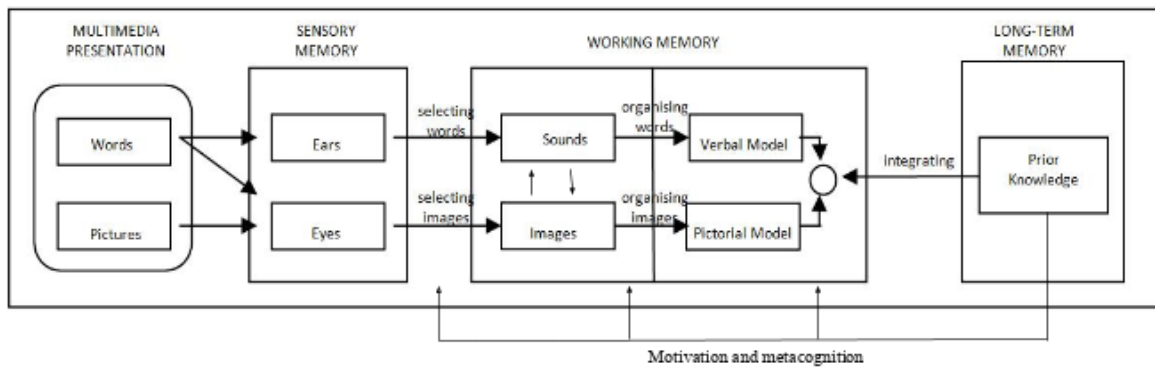 MULTIMEDIA
PRESENTATION
SENSORY
MEMORY
WORKING MEMORY
LONG-TERM
MEMORY
Words
Pictures
Ears
Eyes
selecting
words
selecting
images
Sounds
Images
organising
words
organising
images
Verbal Model
Pictorial Model
integrating
Prior
Knowledge
Motivation and metacognition